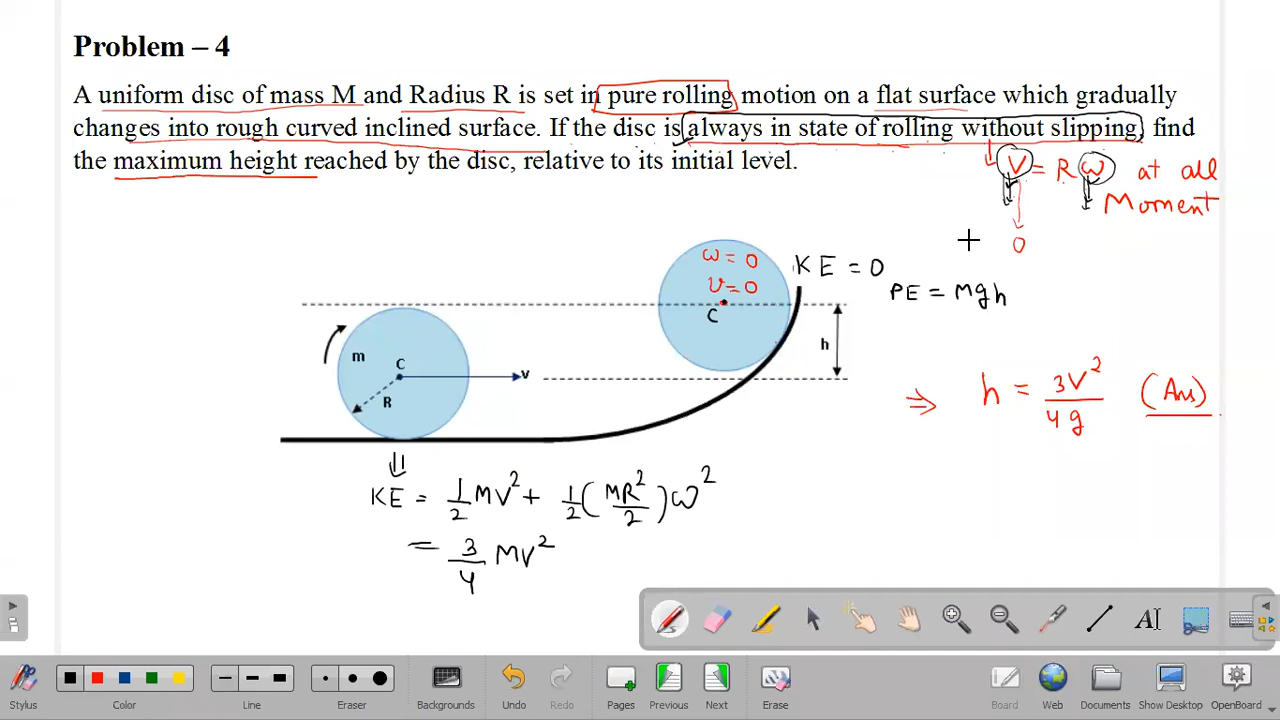 Problem – 4
A uniform disc of mass M and Radius R is set in pure rolling motion on a flat surface which gradually
changes into rough curved inclined surface. If the disc is always in state of rolling without slipping, find
the maximum height reached by the disc, relative to its initial level.
V = Rω at all
Moment
0
ω = 0
v = 0
C
KE = 0
PE = Mgh
h
m
C
R
v
⇒ h = 3V²/4g (Ans)
⇓
KE = 1/2 MV² + 1/2 (MR²/2) ω²
= 3/4 MV²
AI
Stylus
Color
Line
Eraser
Backgrounds
Undo
Redo
Pages
Previous
Next
Erase
Board
Web
Documents
Show Desktop
OpenBoard